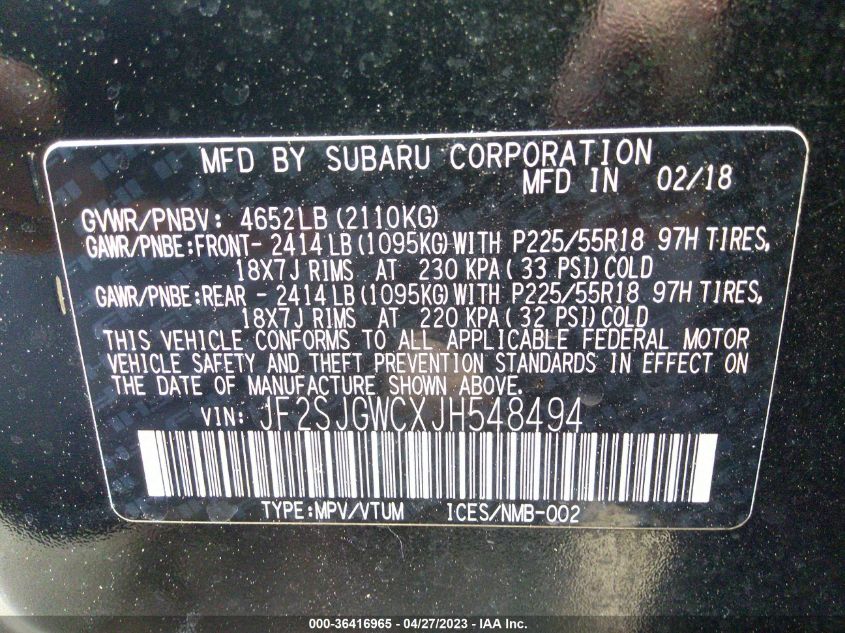 MFD BY SUBARU CORPORATION
MFD IN 02/18
GVWR/PNBV: 4652LB (2110KG)
GAWR/PNBE:FRONT- 2414 LB (1095KG) WITH P225/55R18 97H TIRES,
18X7J RIMS AT 230 KPA ( 33 PSI) COLD
GAWR/PNBE:REAR - 2414 LB (1095KG) WITH P225/55R18 97H TIRES,
18X7J RIMS AT 220 KPA ( 32 PSI) COLD
THIS VEHICLE CONFORMS TO ALL APPLICABLE FEDERAL MOTOR
VEHICLE SAFETY AND THEFT PREVENTION STANDARDS IN EFFECT ON
THE DATE OF MANUFACTURE SHOWN ABOVE.
VIN: JF2SJGWCXJH548494
TYPE:MPV/VTUM ICES/NMB-002
000-36416965 - 04/27/2023 - IAA Inc.